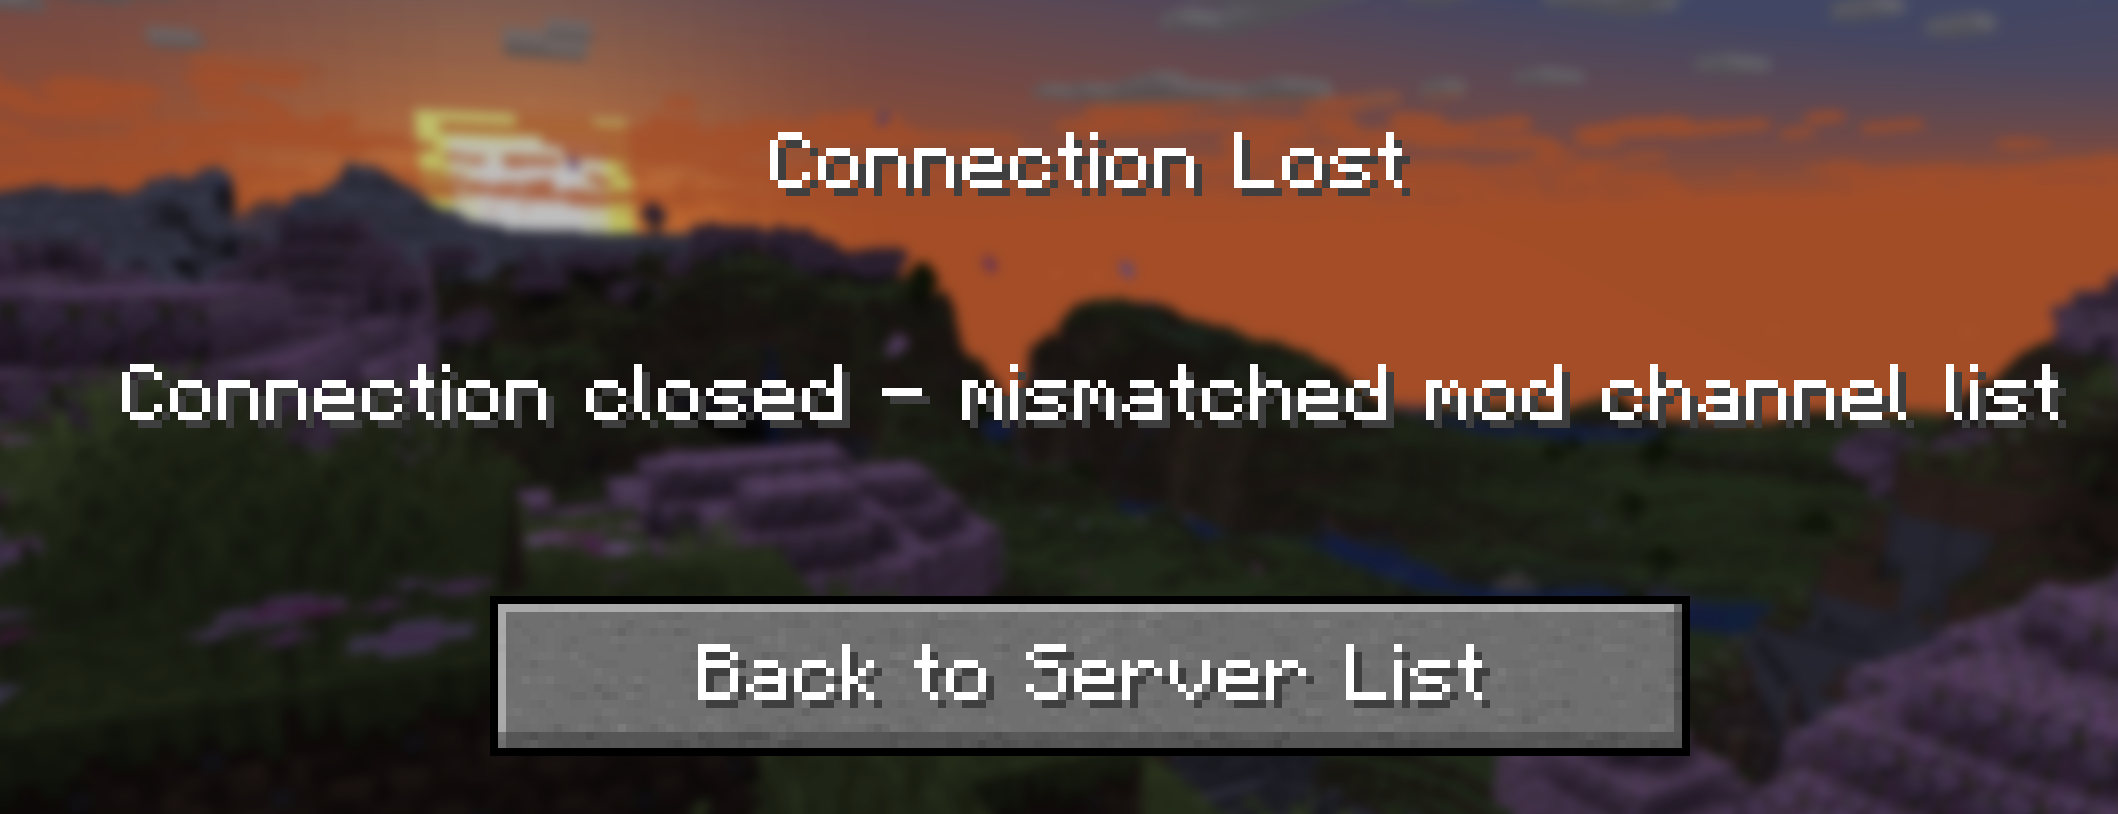 Connection Lost
Connection closed - mismatched mod channel list
Back to Server List